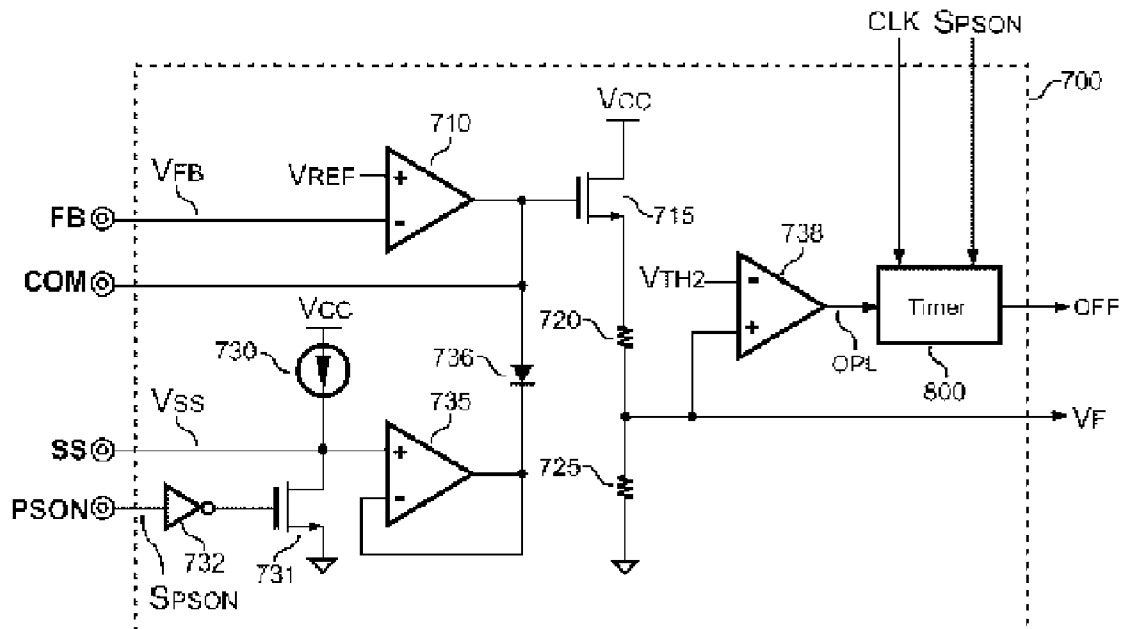 CLK SPSON
700
VCC
710
VFB
VREF
+
-
FB
715
738
COM
VTH2
-
+
Timer
OFF
VCC
730
720
736
OPL
800
VSS
735
VF
SS
+
-
725
PSON
732
731
SPSON